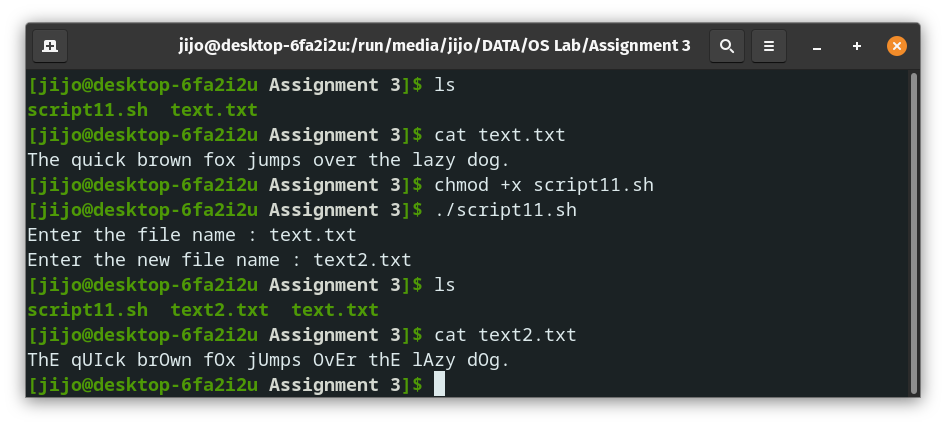 jijo@desktop-6fa2i2u:/run/media/jijo/DATA/OS Lab/Assignment 3
[jijo@desktop-6fa2i2u Assignment 3]$ ls
script11.sh  text.txt
[jijo@desktop-6fa2i2u Assignment 3]$ cat text.txt
The quick brown fox jumps over the lazy dog.
[jijo@desktop-6fa2i2u Assignment 3]$ chmod +x script11.sh
[jijo@desktop-6fa2i2u Assignment 3]$ ./script11.sh
Enter the file name : text.txt
Enter the new file name : text2.txt
[jijo@desktop-6fa2i2u Assignment 3]$ ls
script11.sh  text2.txt  text.txt
[jijo@desktop-6fa2i2u Assignment 3]$ cat text2.txt
ThE qUIck brOwn fOx jUmps OvEr thE lAzy dOg.
[jijo@desktop-6fa2i2u Assignment 3]$